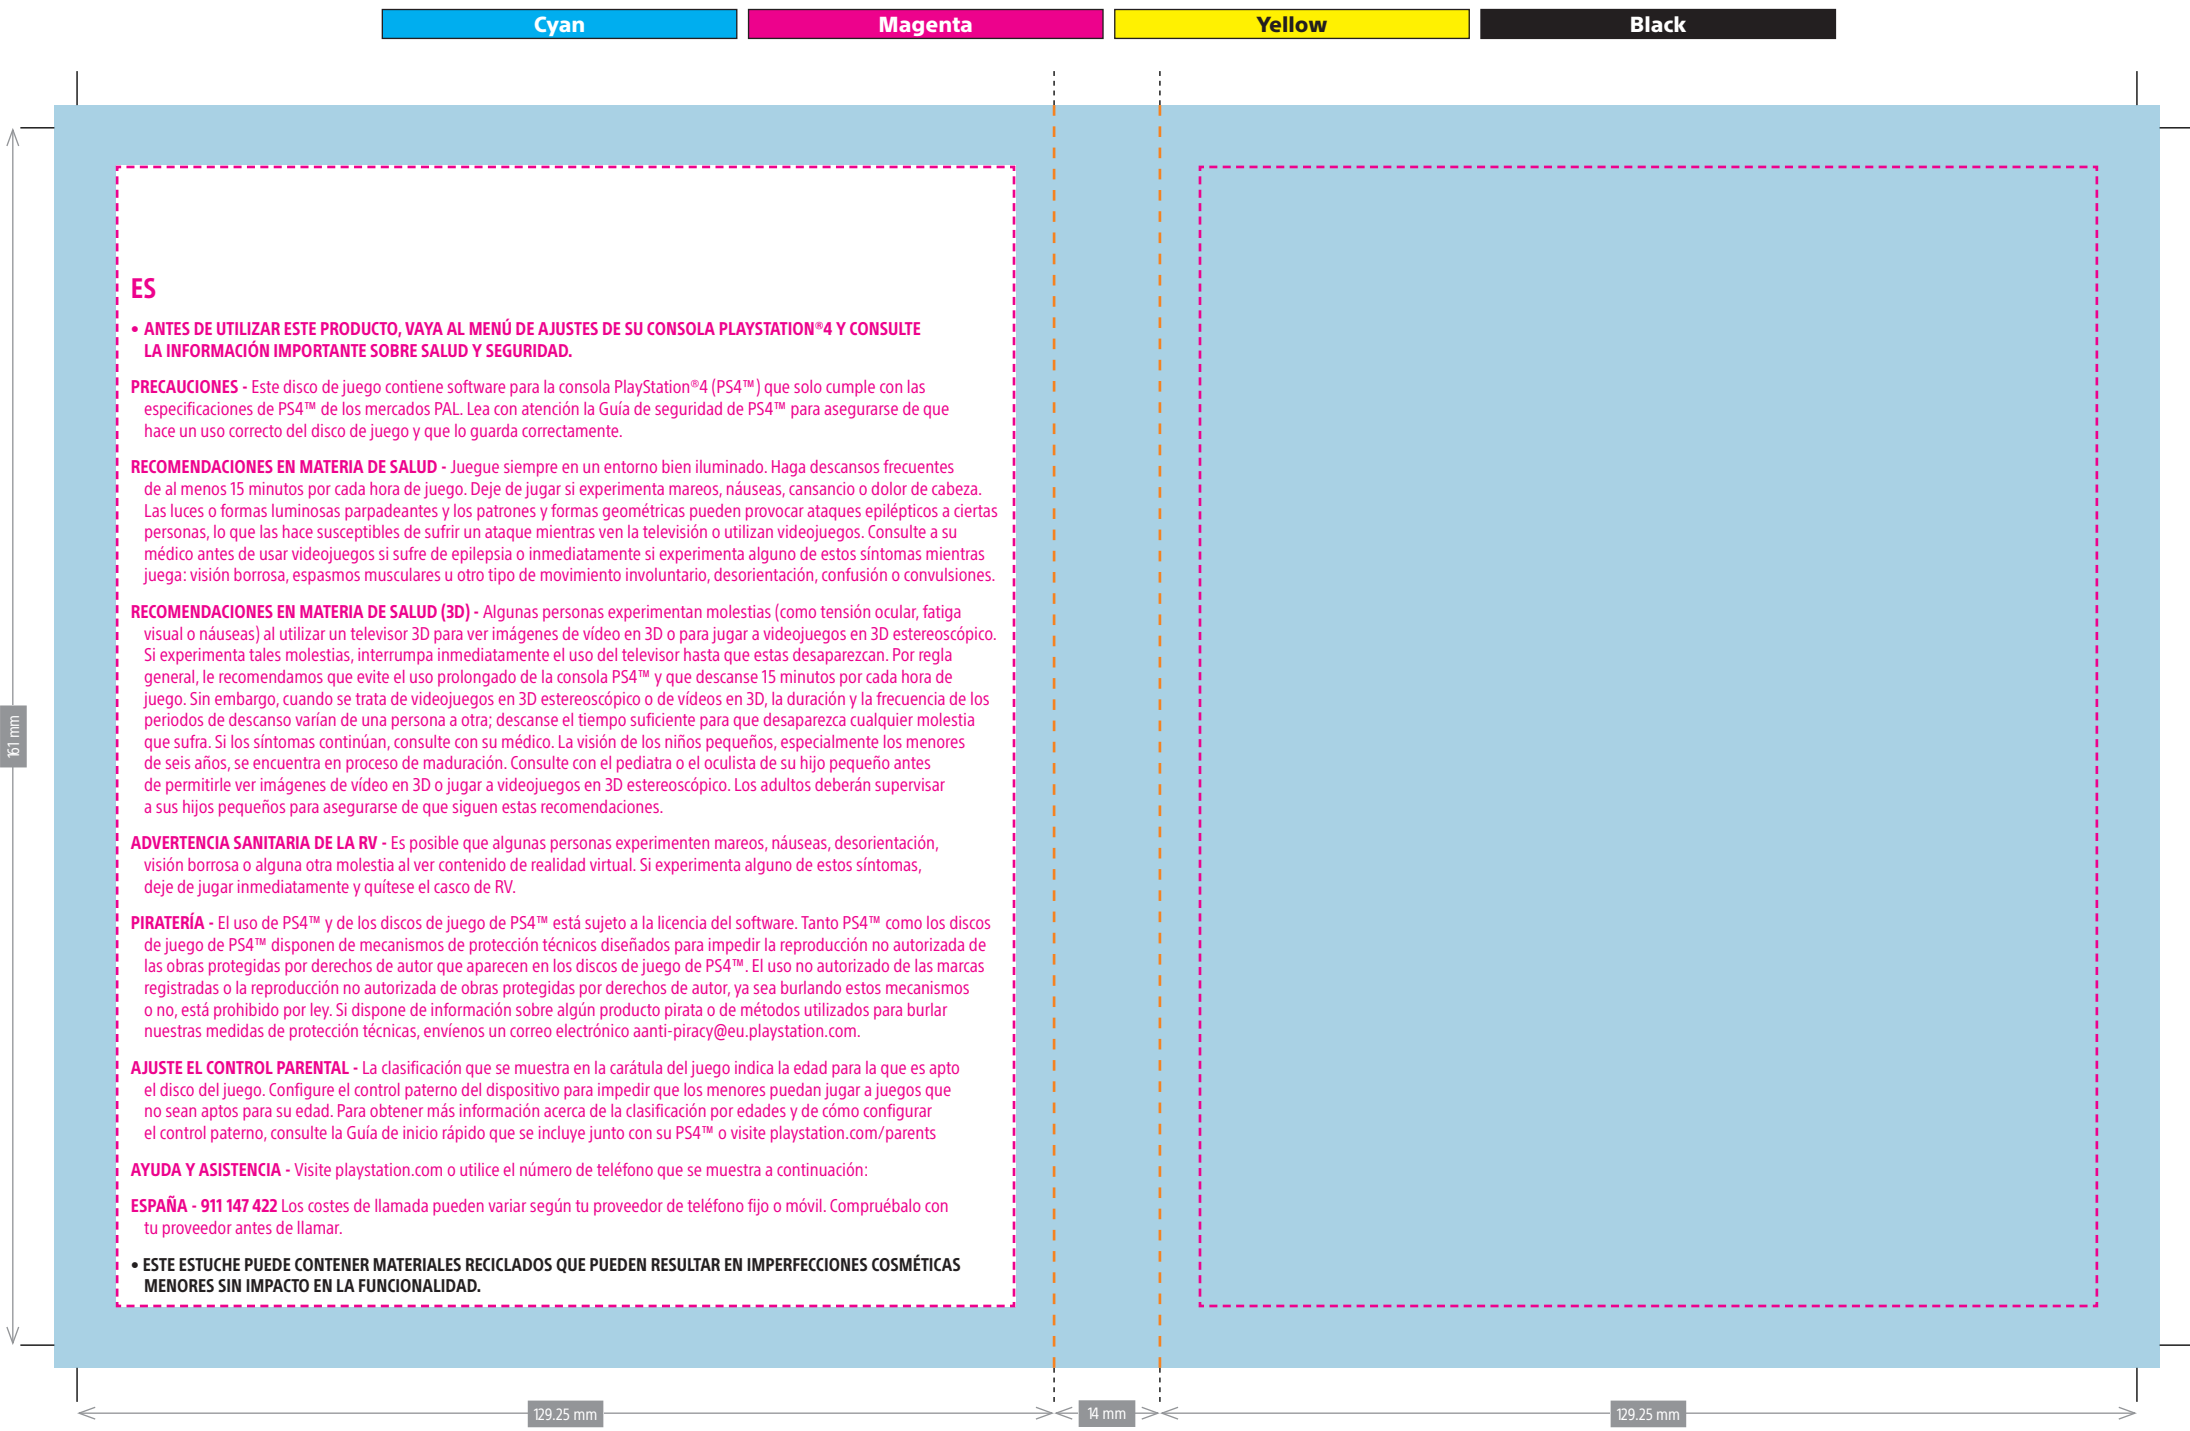 Cyan
Magenta
Yellow
Black
ES
• ANTES DE UTILIZAR ESTE PRODUCTO, VAYA AL MENÚ DE AJUSTES DE SU CONSOLA PLAYSTATION®4 Y CONSULTE
LA INFORMACIÓN IMPORTANTE SOBRE SALUD Y SEGURIDAD.
PRECAUCIONES - Este disco de juego contiene software para la consola PlayStation®4 (PS4™) que solo cumple con las
especificaciones de PS4™ de los mercados PAL. Lea con atención la Guía de seguridad de PS4™ para asegurarse de que
hace un uso correcto del disco de juego y que lo guarda correctamente.
RECOMENDACIONES EN MATERIA DE SALUD - Juegue siempre en un entorno bien iluminado. Haga descansos frecuentes
de al menos 15 minutos por cada hora de juego. Deje de jugar si experimenta mareos, náuseas, cansancio o dolor de cabeza.
Las luces o formas luminosas parpadeantes y los patrones y formas geométricas pueden provocar ataques epilépticos a ciertas
personas, lo que las hace susceptibles de sufrir un ataque mientras ven la televisión o utilizan videojuegos. Consulte a su
médico antes de usar videojuegos si sufre de epilepsia o inmediatamente si experimenta alguno de estos síntomas mientras
juega: visión borrosa, espasmos musculares u otro tipo de movimiento involuntario, desorientación, confusión o convulsiones.
RECOMENDACIONES EN MATERIA DE SALUD (3D) - Algunas personas experimentan molestias (como tensión ocular, fatiga
visual o náuseas) al utilizar un televisor 3D para ver imágenes de vídeo en 3D o para jugar a videojuegos en 3D estereoscópico.
Si experimenta tales molestias, interrumpa inmediatamente el uso del televisor hasta que estas desaparezcan. Por regla
general, le recomendamos que evite el uso prolongado de la consola PS4™ y que descanse 15 minutos por cada hora de
juego. Sin embargo, cuando se trata de videojuegos en 3D estereoscópico o de vídeos en 3D, la duración y la frecuencia de los
periodos de descanso varían de una persona a otra; descanse el tiempo suficiente para que desaparezca cualquier molestia
que sufra. Si los síntomas continúan, consulte con su médico. La visión de los niños pequeños, especialmente los menores
de seis años, se encuentra en proceso de maduración. Consulte con el pediatra o el oculista de su hijo pequeño antes
de permitirle ver imágenes de vídeo en 3D o jugar a videojuegos en 3D estereoscópico. Los adultos deberán supervisar
a sus hijos pequeños para asegurarse de que siguen estas recomendaciones.
ADVERTENCIA SANITARIA DE LA RV - Es posible que algunas personas experimenten mareos, náuseas, desorientación,
visión borrosa o alguna otra molestia al ver contenido de realidad virtual. Si experimenta alguno de estos síntomas,
deje de jugar inmediatamente y quítese el casco de RV.
PIRATERÍA - El uso de PS4™ y de los discos de juego de PS4™ está sujeto a la licencia del software. Tanto PS4™ como los discos
de juego de PS4™ disponen de mecanismos de protección técnicos diseñados para impedir la reproducción no autorizada de
las obras protegidas por derechos de autor que aparecen en los discos de juego de PS4™. El uso no autorizado de las marcas
registradas o la reproducción no autorizada de obras protegidas por derechos de autor, ya sea burlando estos mecanismos
o no, está prohibido por ley. Si dispone de información sobre algún producto pirata o de métodos utilizados para burlar
nuestras medidas de protección técnicas, envíenos un correo electrónico aanti-piracy@eu.playstation.com.
AJUSTE EL CONTROL PARENTAL - La clasificación que se muestra en la carátula del juego indica la edad para la que es apto
el disco del juego. Configure el control paterno del dispositivo para impedir que los menores puedan jugar a juegos que
no sean aptos para su edad. Para obtener más información acerca de la clasificación por edades y de cómo configurar
el control paterno, consulte la Guía de inicio rápido que se incluye junto con su PS4™ o visite playstation.com/parents
AYUDA Y ASISTENCIA - Visite playstation.com o utilice el número de teléfono que se muestra a continuación:
ESPAÑA - 911 147 422 Los costes de llamada pueden variar según tu proveedor de teléfono fijo o móvil. Compruébalo con
tu proveedor antes de llamar.
• ESTE ESTUCHE PUEDE CONTENER MATERIALES RECICLADOS QUE PUEDEN RESULTAR EN IMPERFECCIONES COSMÉTICAS
MENORES SIN IMPACTO EN LA FUNCIONALIDAD.
161 mm
129.25 mm
14 mm
129.25 mm